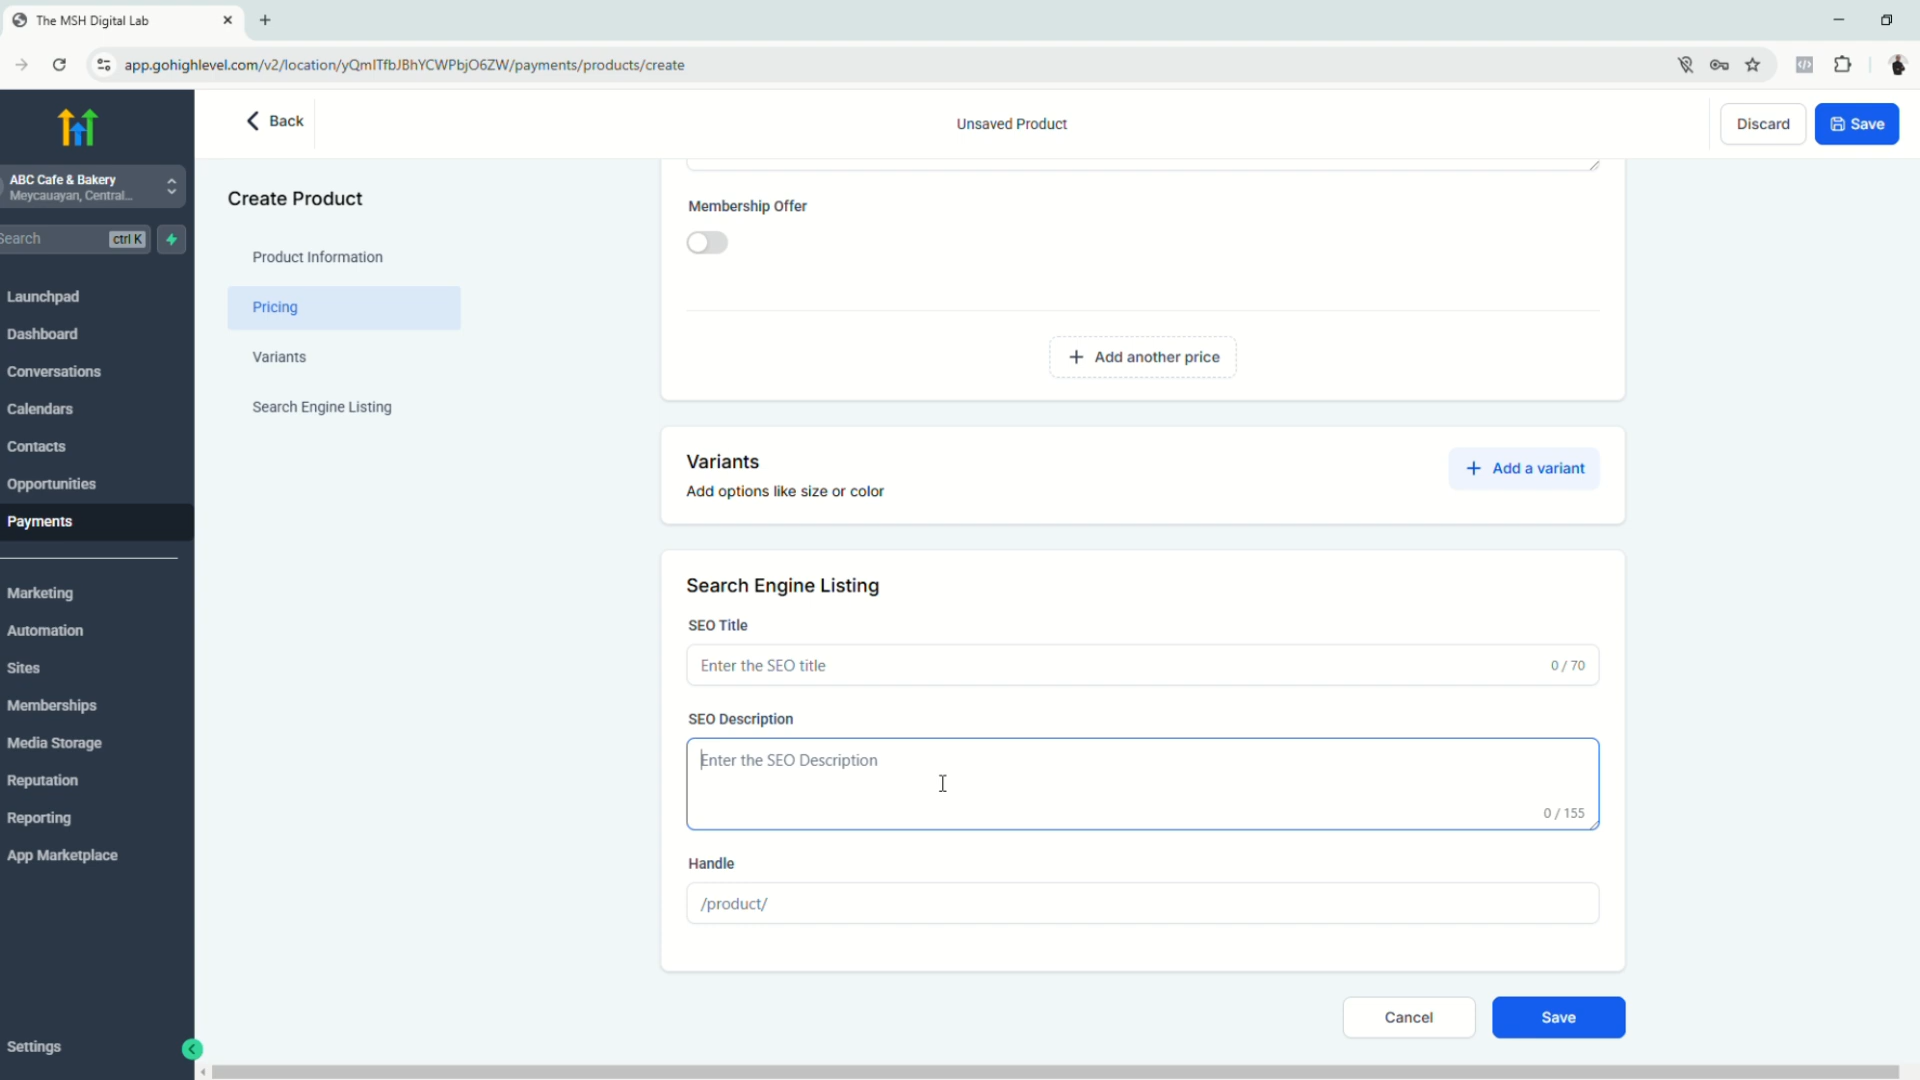 The MSH Digital Lab
app.gohighlevel.com/v2/location/yQmITfbJBhYCWPbjO6ZW/payments/products/create
ABC Cafe & Bakery
Meycauayan, Central...
Search
ctrl K
Launchpad
Dashboard
Conversations
Calendars
Contacts
Opportunities
Payments
Marketing
Automation
Sites
Memberships
Media Storage
Reputation
Reporting
App Marketplace
Settings
Back
Unsaved Product
Discard
Save
Create Product
Product Information
Pricing
Variants
Search Engine Listing
Membership Offer
+ Add another price
Variants
Add options like size or color
+ Add a variant
Search Engine Listing
SEO Title
Enter the SEO title
0 / 70
SEO Description
Enter the SEO Description
0 / 155
Handle
/product/
Cancel
Save